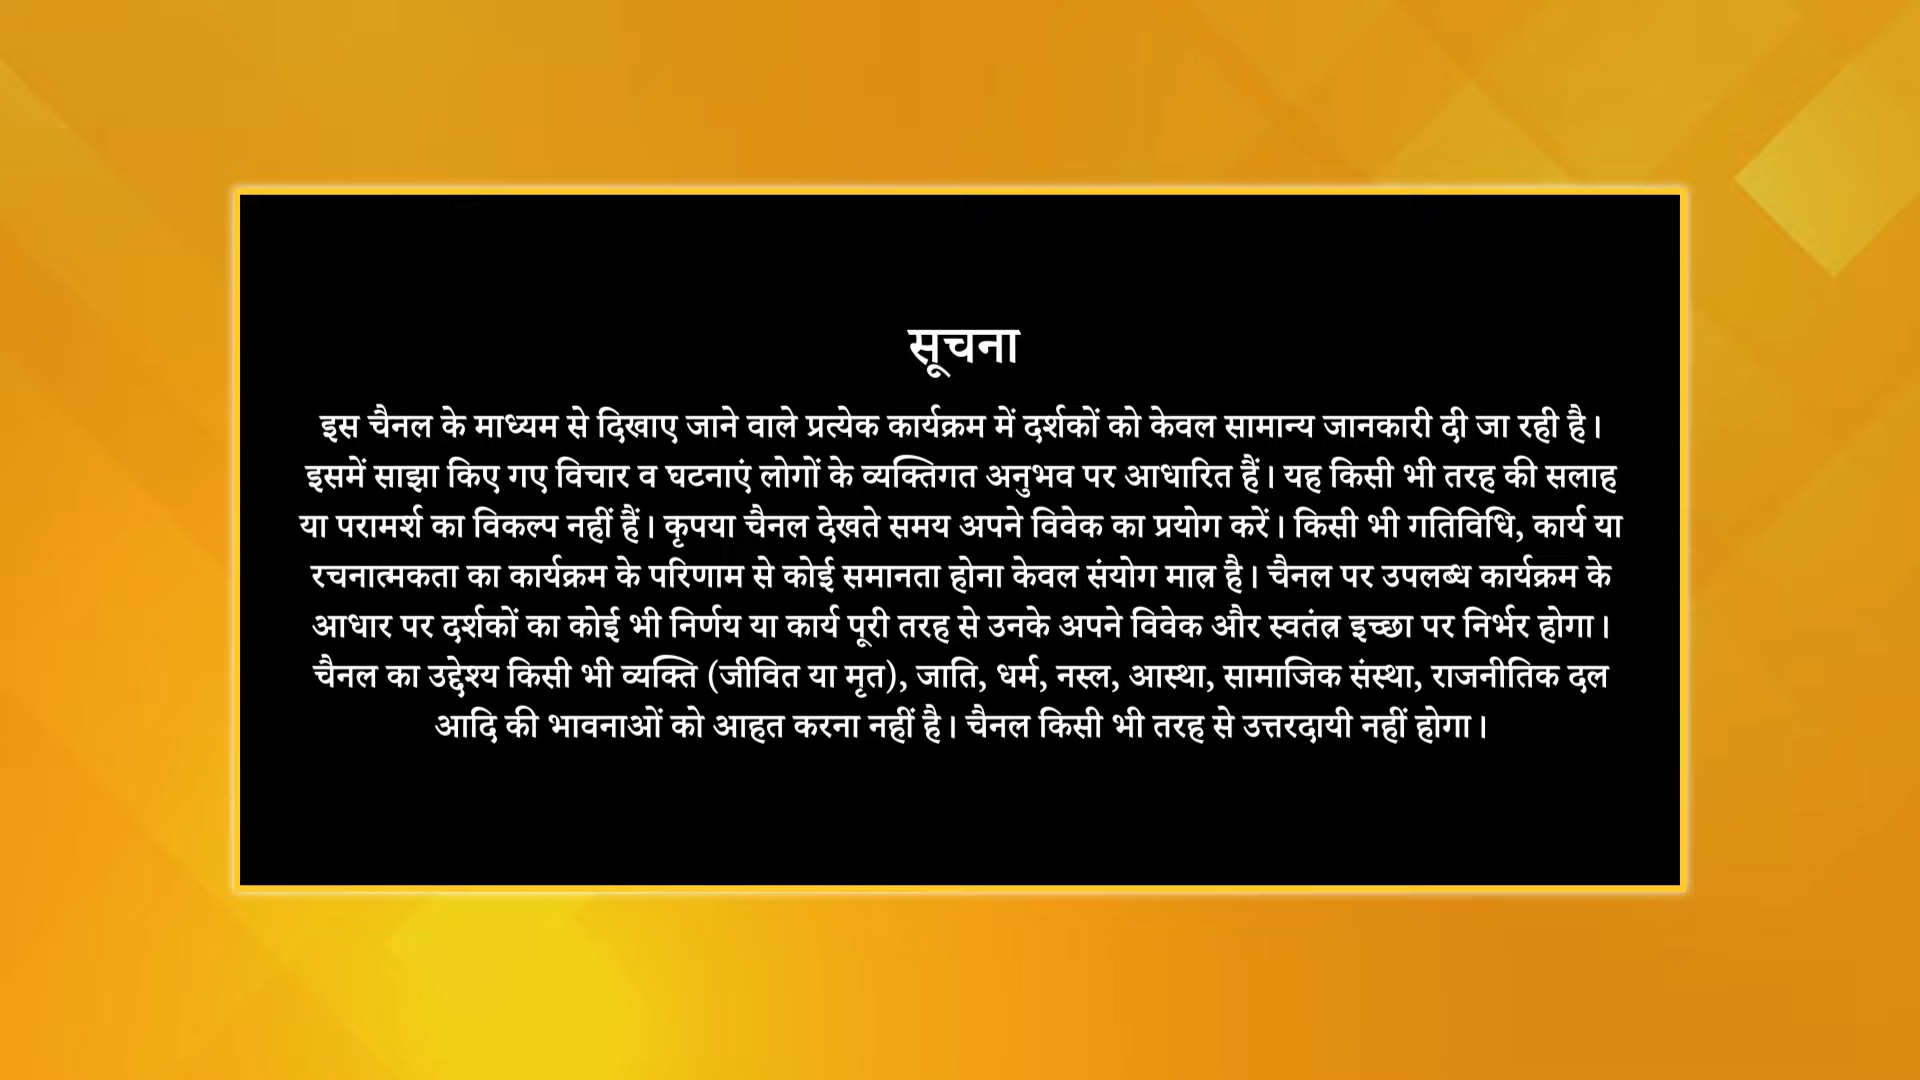 सूचना
इस चैनल के माध्यम से दिखाए जाने वाले प्रत्येक कार्यक्रम में दर्शकों को केवल सामान्य जानकारी दी जा रही है।
इसमें साझा किए गए विचार व घटनाएं लोगों के व्यक्तिगत अनुभव पर आधारित हैं। यह किसी भी तरह की सलाह
या परामर्श का विकल्प नहीं हैं। कृपया चैनल देखते समय अपने विवेक का प्रयोग करें। किसी भी गतिविधि, कार्य या
रचनात्मकता का कार्यक्रम के परिणाम से कोई समानता होना केवल संयोग मात्र है। चैनल पर उपलब्ध कार्यक्रम के
आधार पर दर्शकों का कोई भी निर्णय या कार्य पूरी तरह से उनके अपने विवेक और स्वतंत्र इच्छा पर निर्भर होगा।
चैनल का उद्देश्य किसी भी व्यक्ति (जीवित या मृत), जाति, धर्म, नस्ल, आस्था, सामाजिक संस्था, राजनीतिक दल
आदि की भावनाओं को आहत करना नहीं है। चैनल किसी भी तरह से उत्तरदायी नहीं होगा।